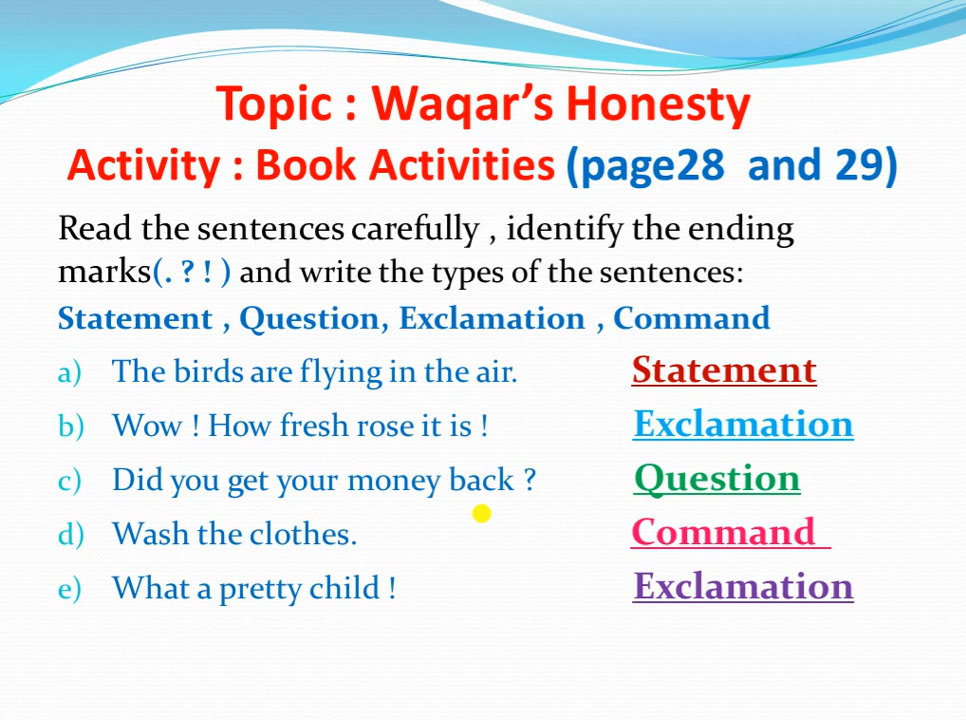 Topic : Waqar’s Honesty
Activity : Book Activities (page28 and 29)
Read the sentences carefully , identify the ending
marks(. ? ! ) and write the types of the sentences:
Statement , Question, Exclamation , Command
a) The birds are flying in the air. Statement
b) Wow ! How fresh rose it is ! Exclamation
c) Did you get your money back ? Question
d) Wash the clothes. Command
e) What a pretty child ! Exclamation